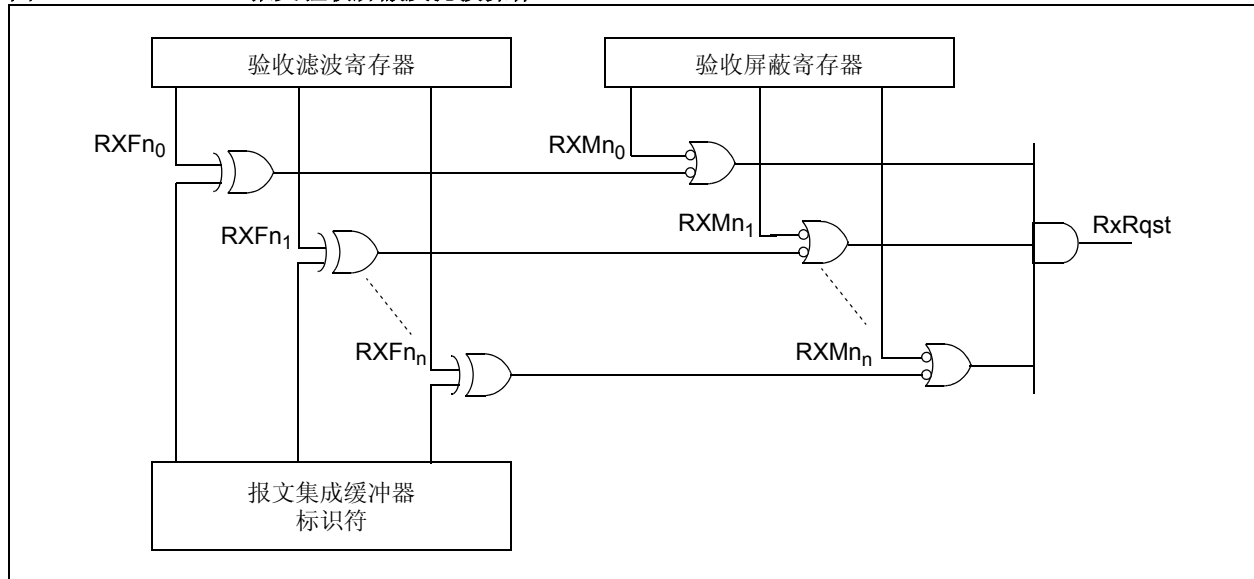 验收滤波寄存器
验收屏蔽寄存器
RXFn0
RXMn0
RXFn1
RXMn1
RxRqst
RXFnn
RXMnn
报文集成缓冲器
标识符